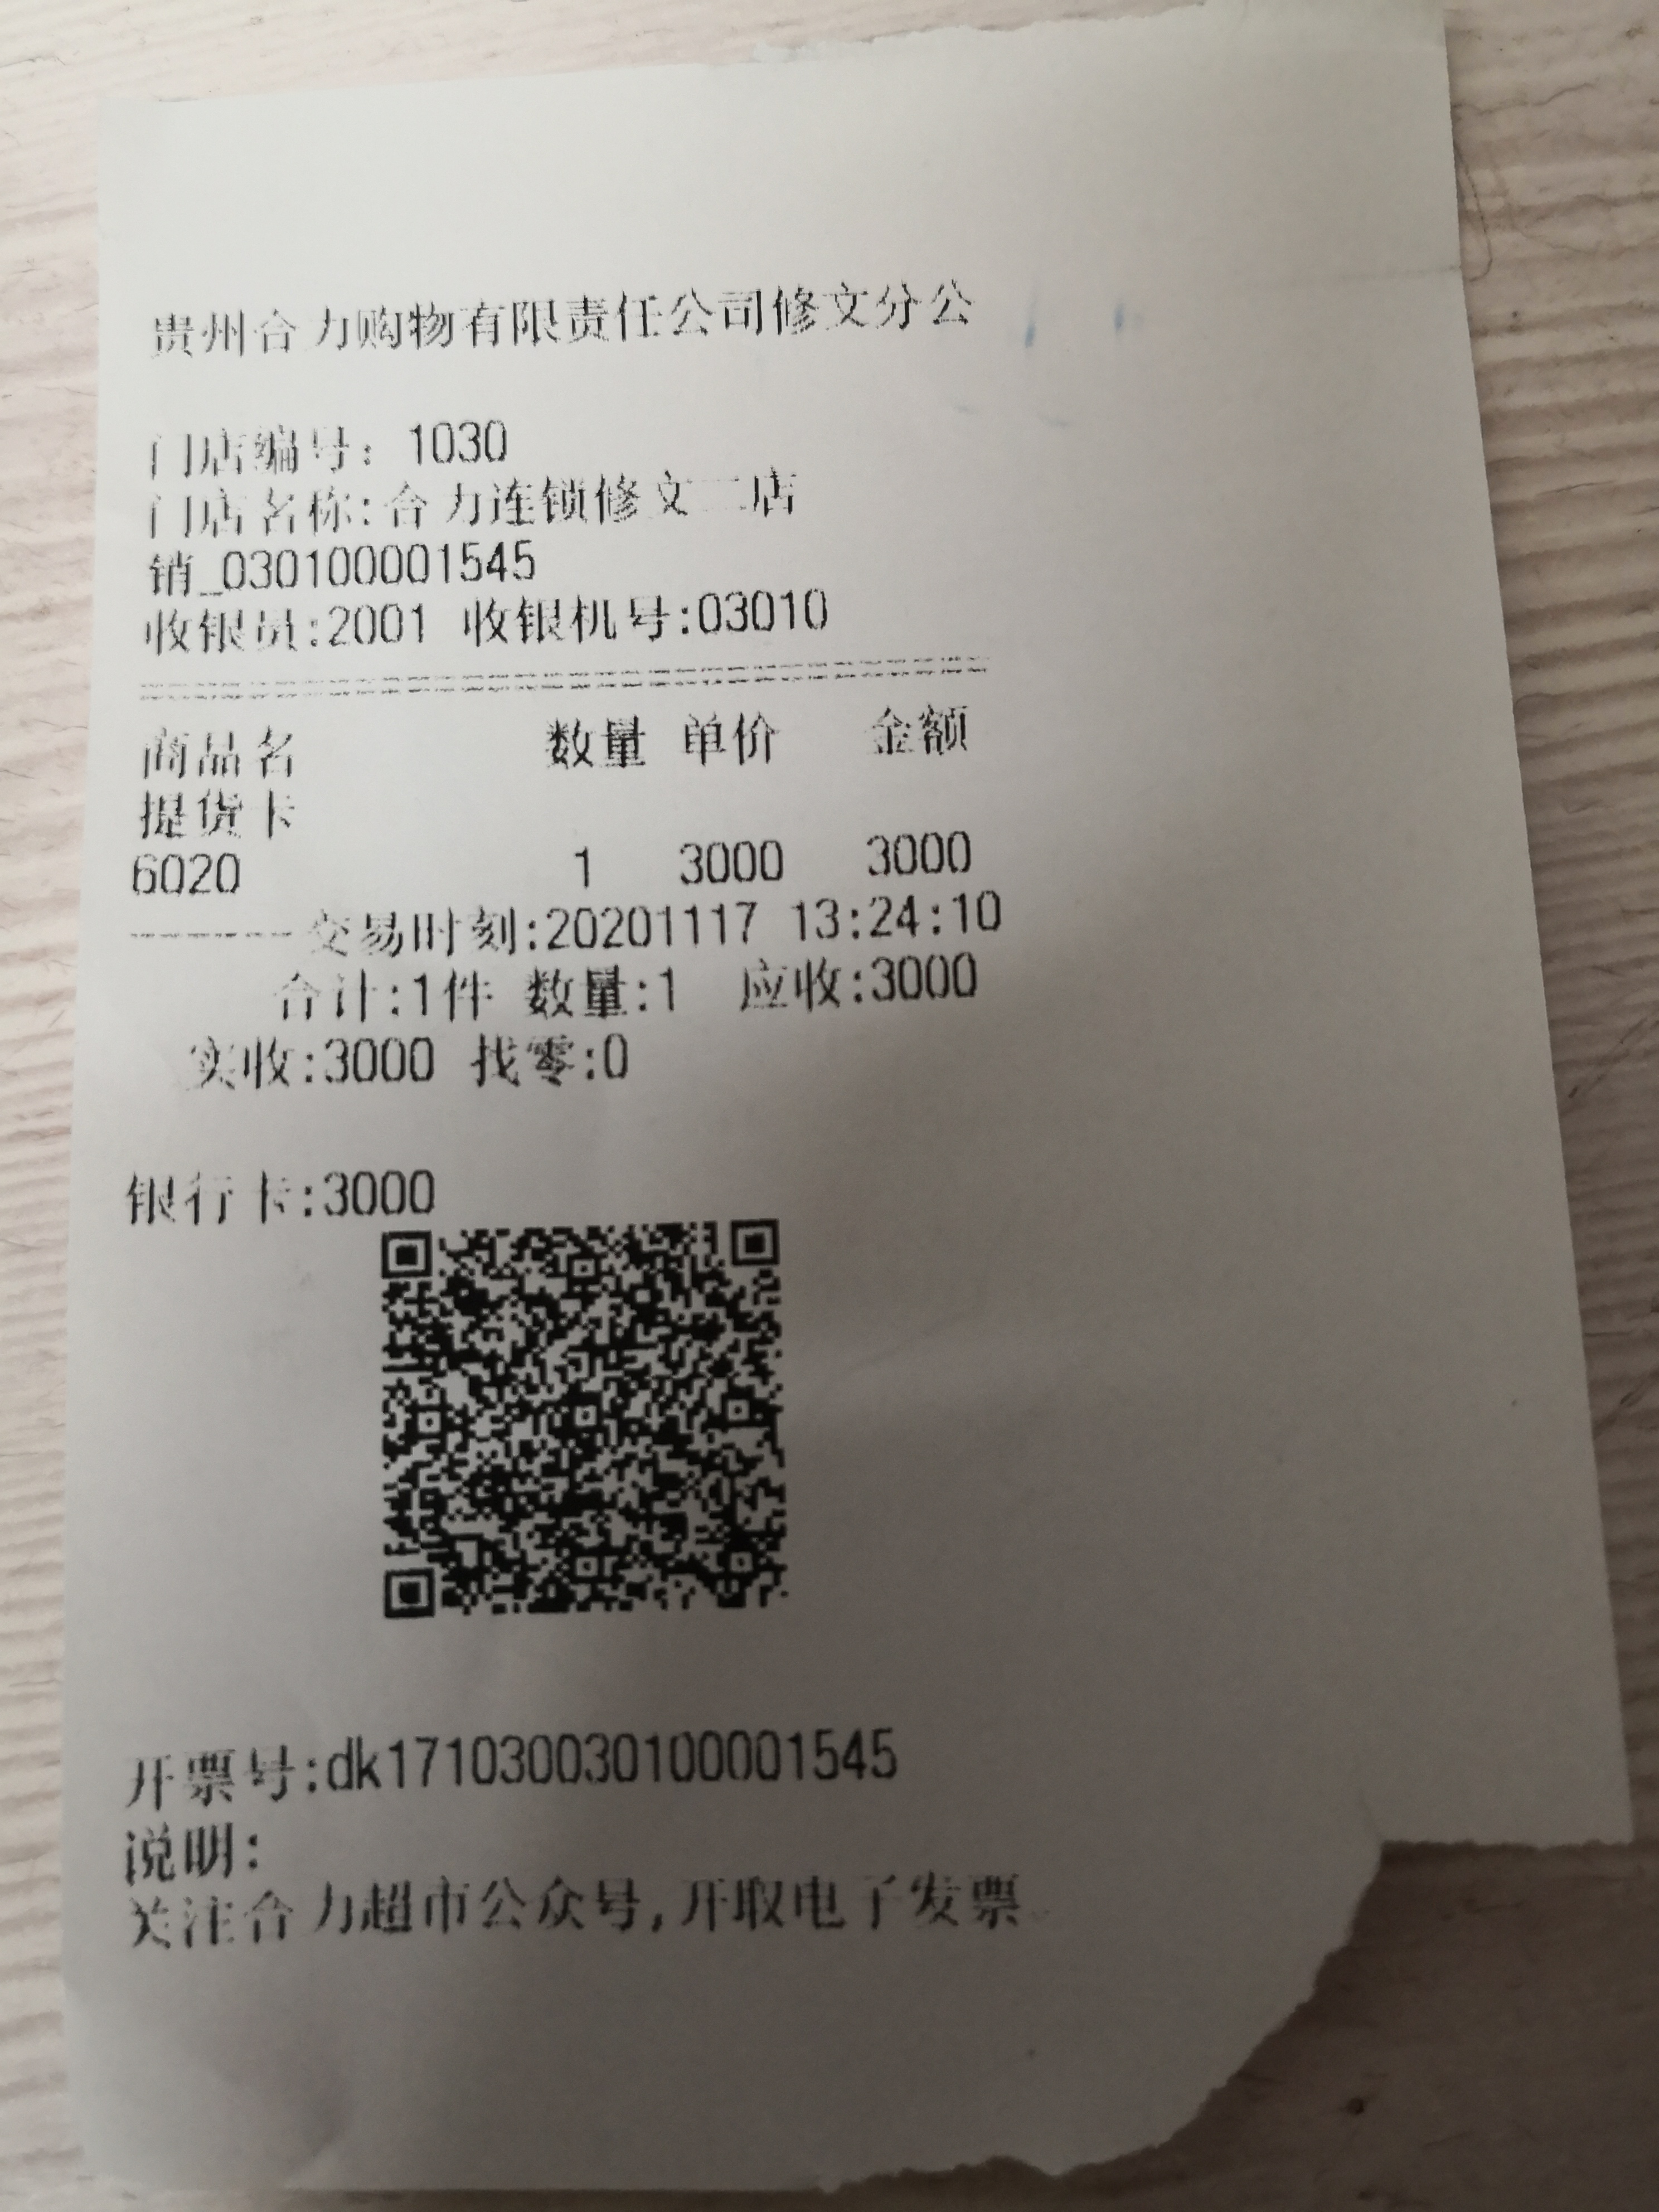 贵州合力购物有限责任公司修文分公
门店编号: 1030
门店名称:合力连锁修文二店
销_030100001545
收银员:2001 收银机号:03010
商品名 数量 单价 金额
提货卡
6020 1 3000 3000
------交易时刻:20201117 13:24:10
合计:1件 数量:1 应收:3000
实收:3000 找零:0
银行卡:3000
开票号:dk171030030100001545
说明:
关注合力超市公众号,开取电子发票